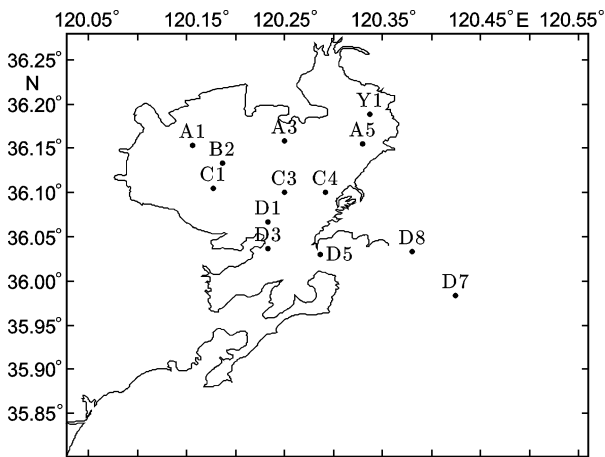 120.05° 120.15° 120.25° 120.35° 120.45° E 120.55°
36.25°
N
36.20°
Y1
A1 A3 A5
36.15°
B2
C1 C3 C4
36.10°
D1
36.05°
D3 D5 D8
36.00°
D7
35.95°
35.90°
35.85°